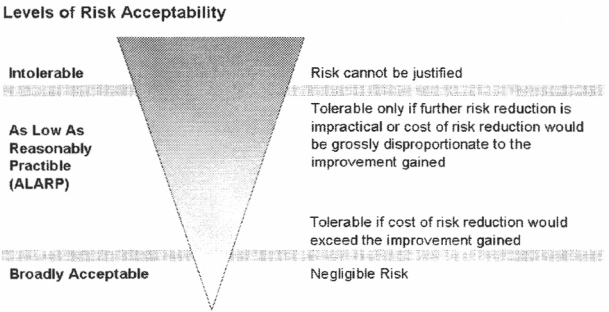 Levels of Risk Acceptability
Intolerable
Risk cannot be justified
As Low As
Reasonably
Practible
(ALARP)
Tolerable only if further risk reduction is
impractical or cost of risk reduction would
be grossly disproportionate to the
improvement gained
Tolerable if cost of risk reduction would
exceed the improvement gained
Broadly Acceptable
Negligible Risk